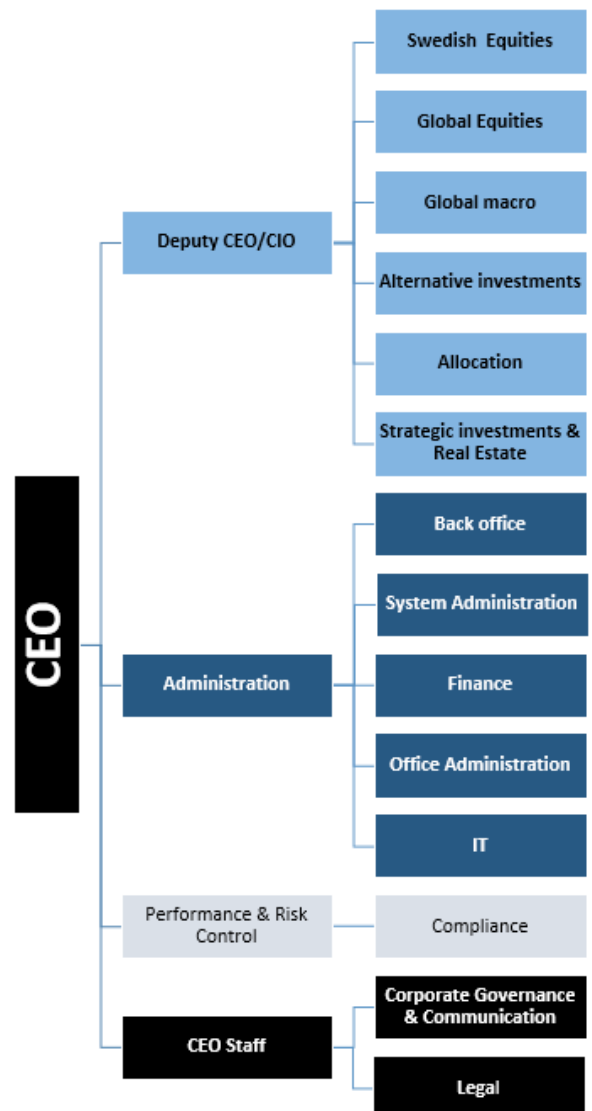 Swedish Equities
Global Equities
Global macro
Deputy CEO/CIO
Alternative investments
Allocation
Strategic investments &
Real Estate
CEO
Back office
System Administration
Administration
Finance
Office Administration
IT
Performance & Risk
Control
Compliance
CEO Staff
Corporate Governance
& Communication
Legal